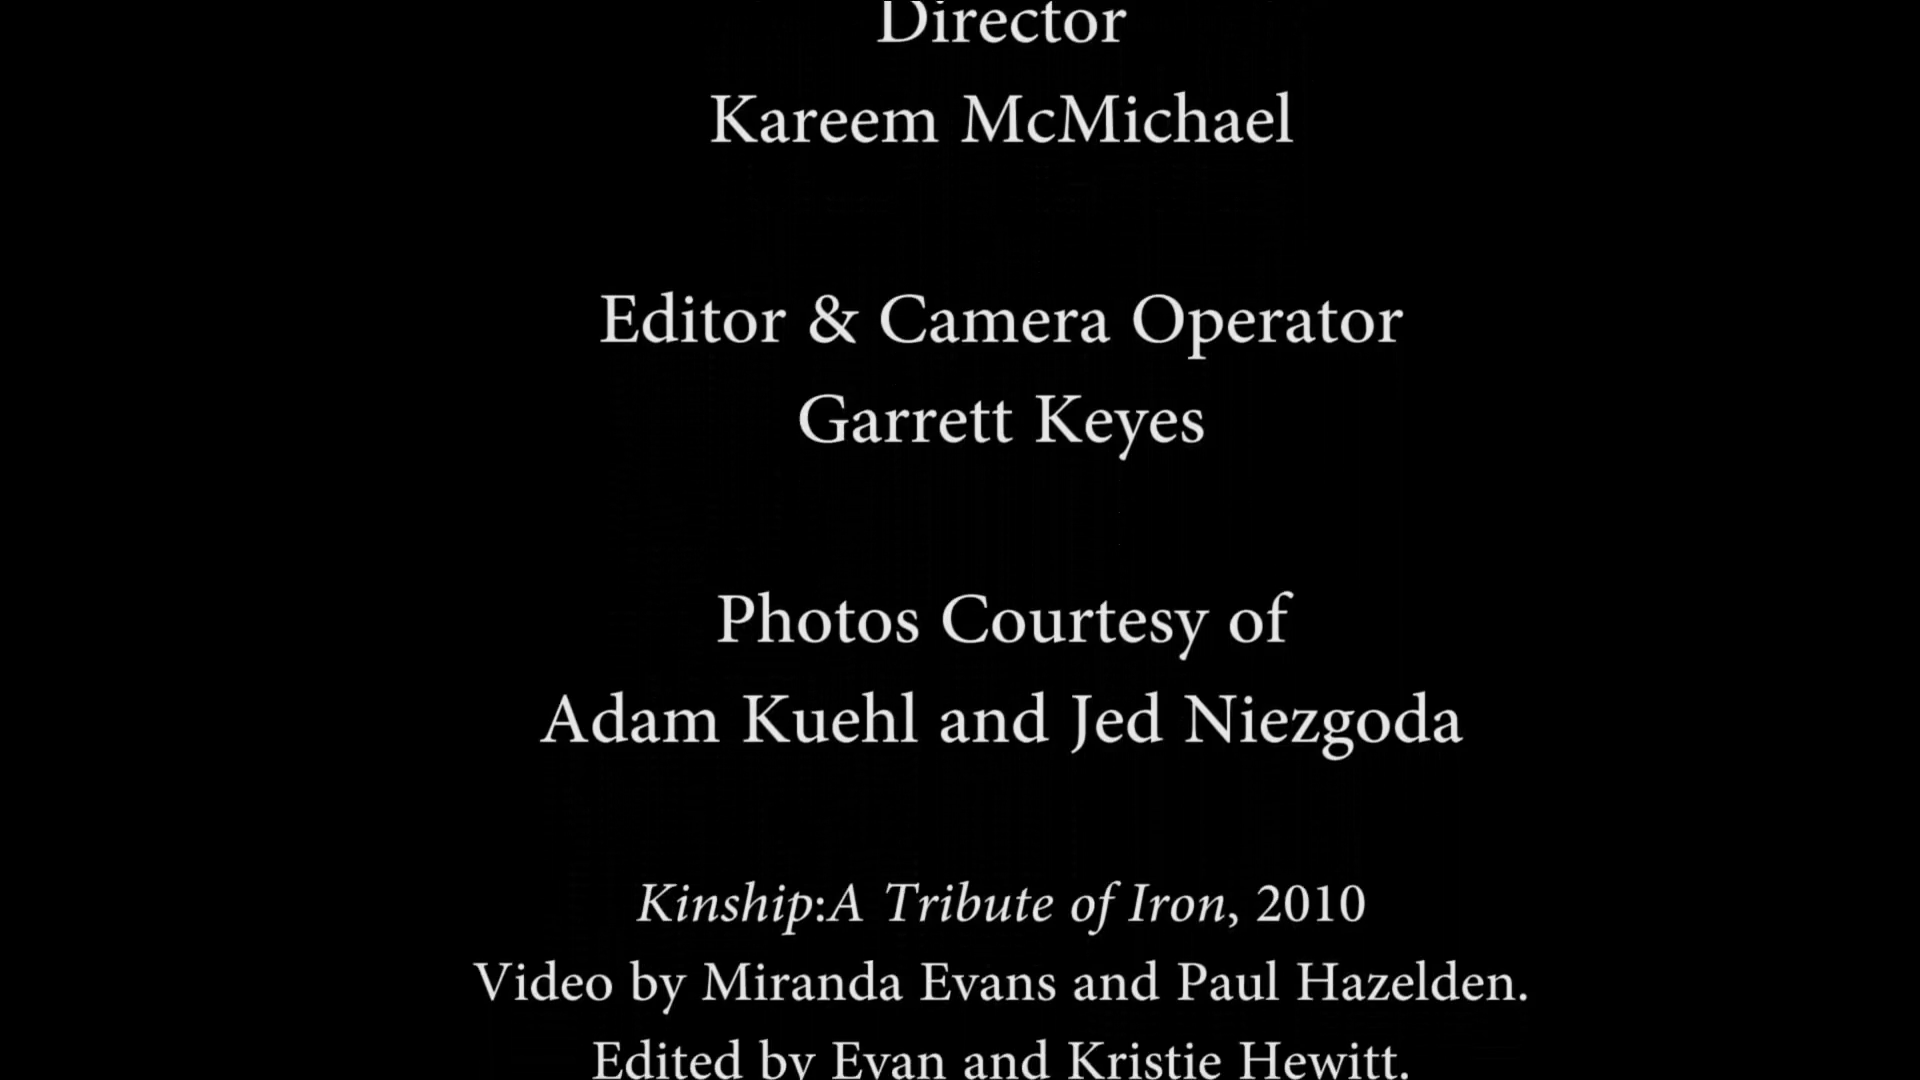 Director
Kareem McMichael
Editor & Camera Operator
Garrett Keyes
Photos Courtesy of
Adam Kuehl and Jed Niezgoda
Kinship:A Tribute of Iron, 2010
Video by Miranda Evans and Paul Hazelden.
Edited by Evan and Kristie Hewitt.